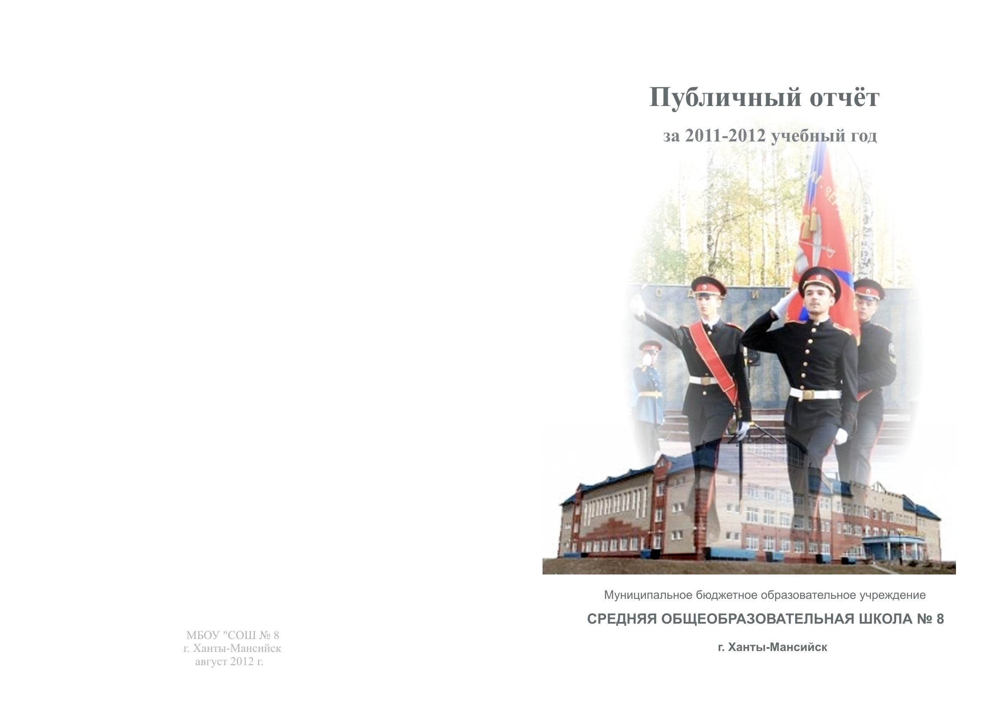 МБОУ "СОШ № 8
г. Ханты-Мансийск
август 2012 г.
Публичный отчёт
за 2011-2012 учебный год
Муниципальное бюджетное образовательное учреждение
СРЕДНЯЯ ОБЩЕОБРАЗОВАТЕЛЬНАЯ ШКОЛА № 8
г. Ханты-Мансийск